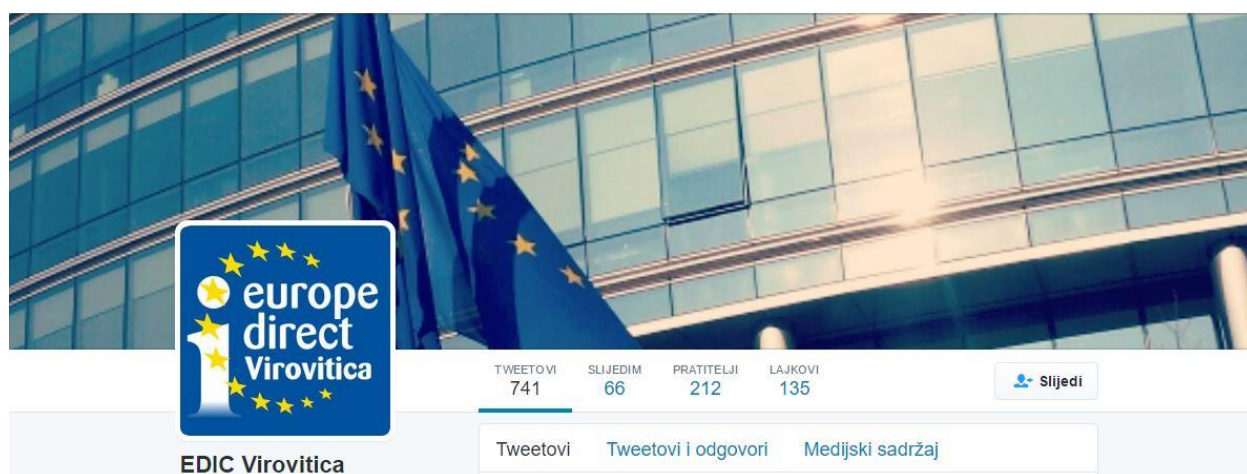 europe
direct
Virovitica
TWEETOVI
741
SLIJEDIM
66
PRATITELJI
212
LAJKOVI
135
Slijedi
EDIC Virovitica
Tweetovi
Tweetovi i odgovori
Medijski sadržaj